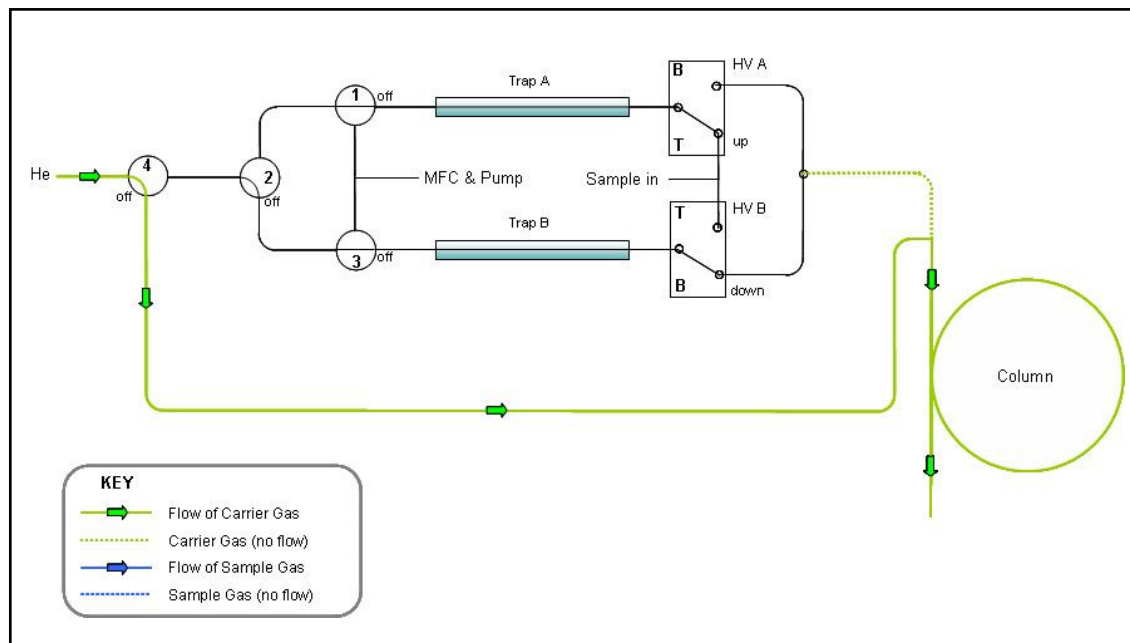 B
HV A
Trap A
1
off
T
up
He
4
off
2
off
MFC & Pump
Sample in
T
HV B
Trap B
3
off
B
down
Column
KEY
Flow of Carrier Gas
Carrier Gas (no flow)
Flow of Sample Gas
Sample Gas (no flow)